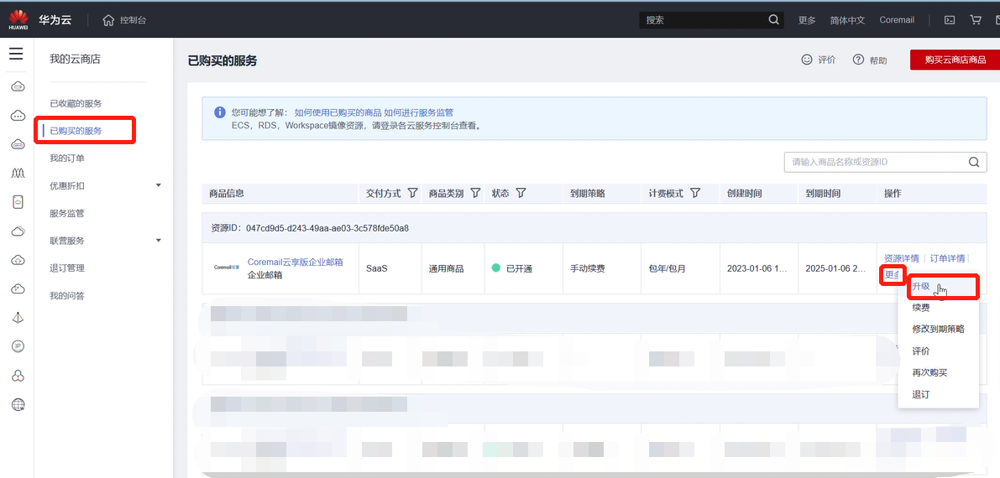 HUAWEI 华为云 控制台 搜索 更多 简体中文 Coremail
我的云商店
已收藏的服务
已购买的服务
我的订单
优惠折扣
服务监管
联营服务
退订管理
我的问答
已购买的服务 评价 帮助 购买云商店商品
您可能想了解： 如何使用已购买的商品 如何进行服务监管
ECS，RDS，Workspace镜像资源，请登录各云服务控制台查看。
请输入商品名称或资源ID
商品信息 交付方式 商品类别 状态 到期策略 计费模式 创建时间 到期时间 操作
资源ID： 047cd9d5-d243-49aa-ae03-3c578fde50a8
Coremail云享版企业邮箱 SaaS 通用商品 已开通 手动续费 包年/包月 2023-01-06 1... 2025-01-06 2... 资源详情 订单详情
企业邮箱 更多
升级
续费
修改到期策略
评价
再次购买
退订